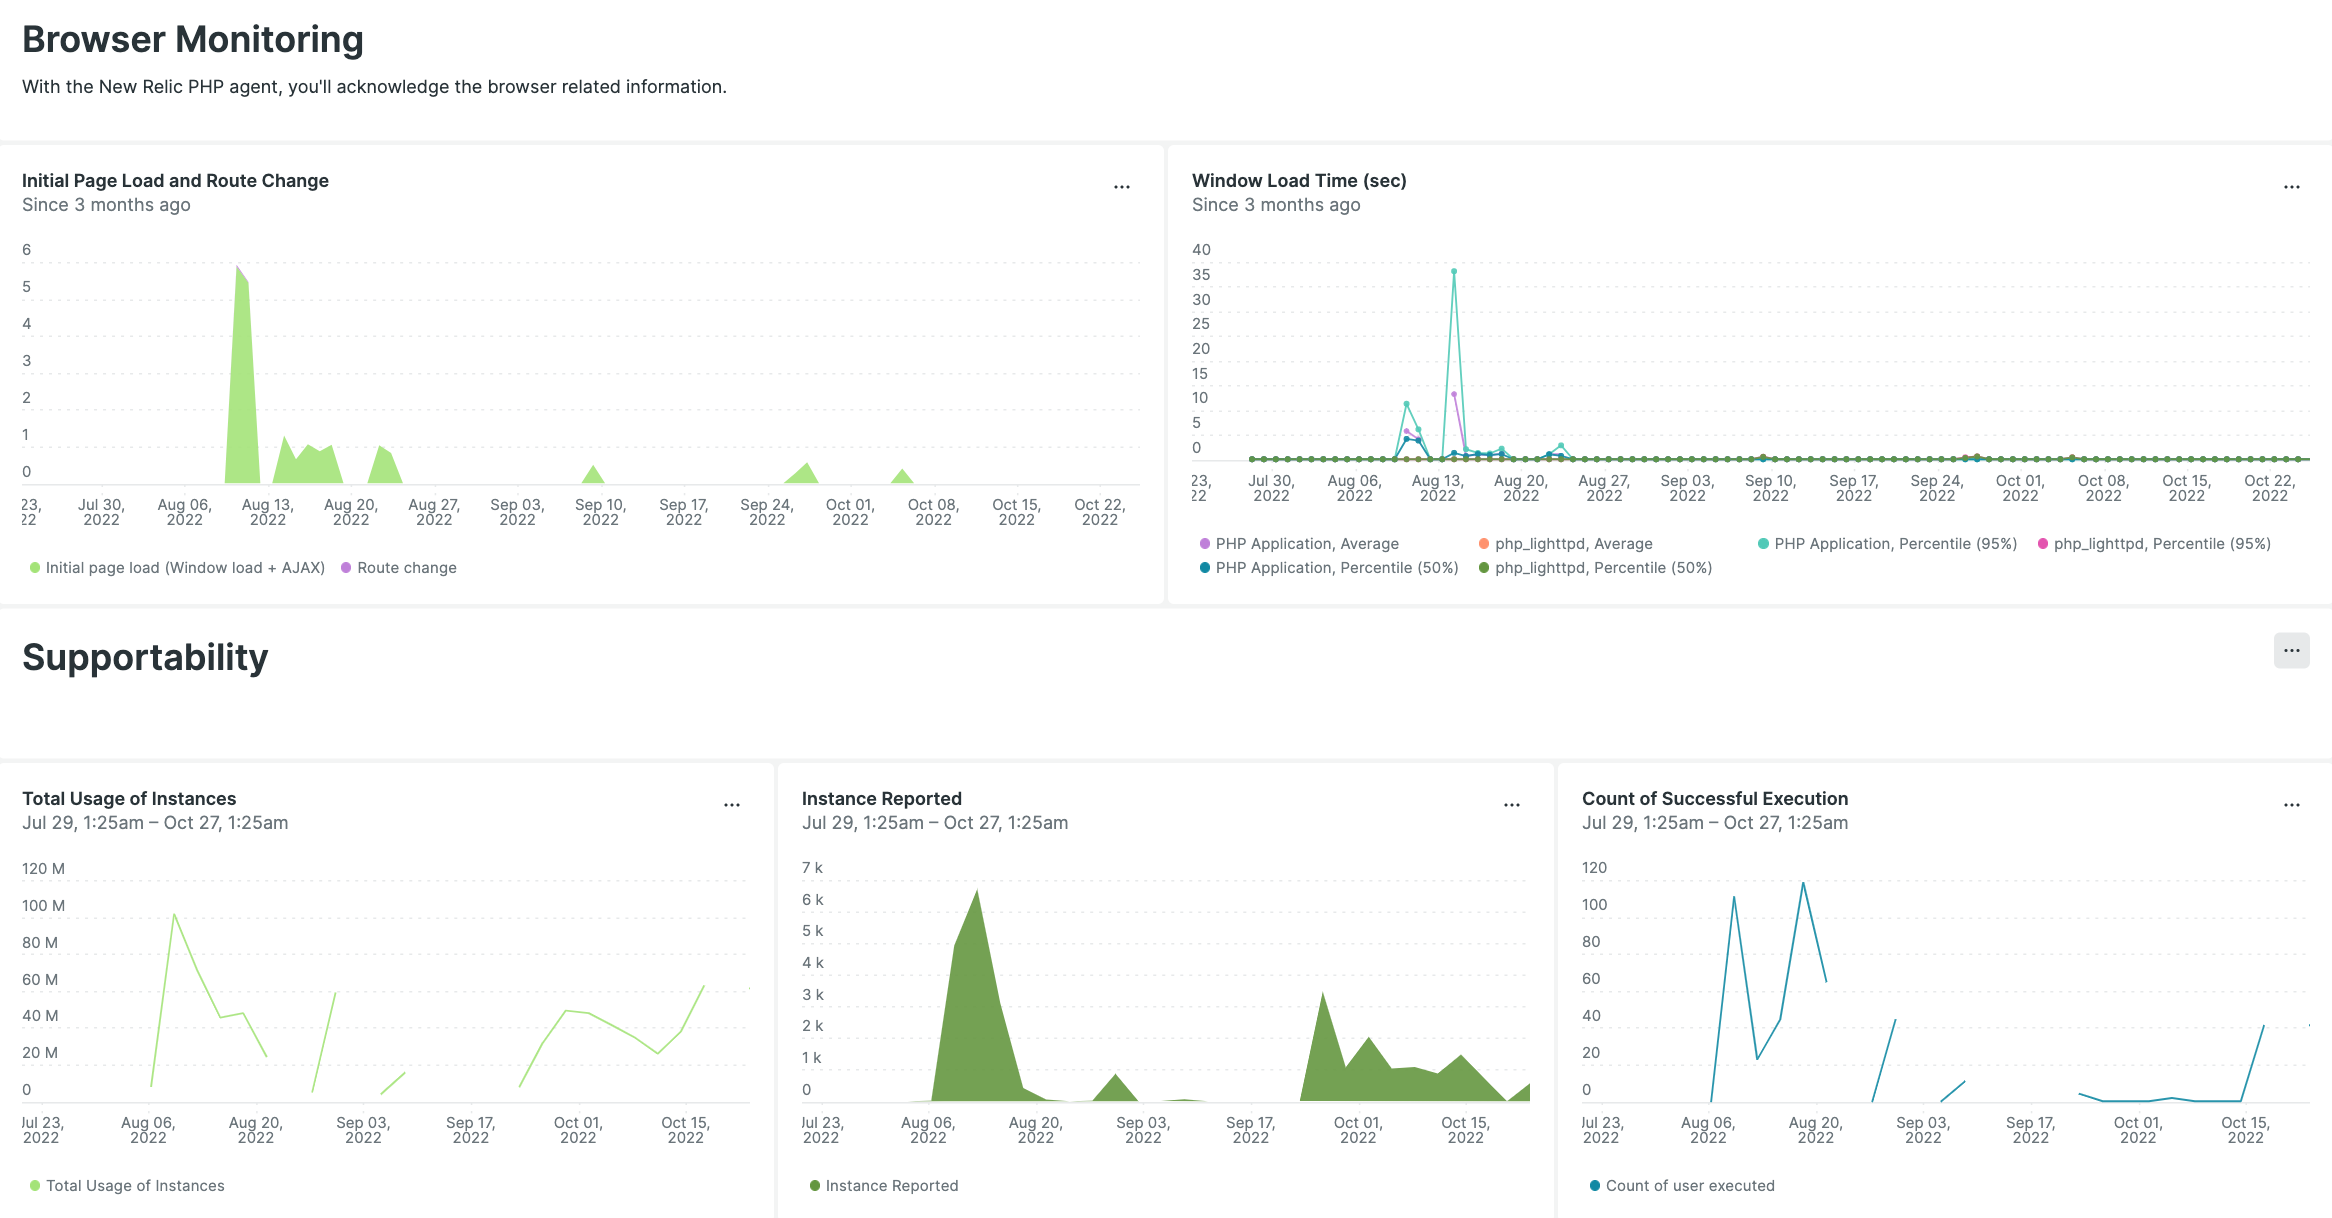 Browser Monitoring
With the New Relic PHP agent, you'll acknowledge the browser related information.
Initial Page Load and Route Change
Since 3 months ago
6
5
4
3
2
1
0
23, Jul 30, Aug 06, Aug 13, Aug 20, Aug 27, Sep 03, Sep 10, Sep 17, Sep 24, Oct 01, Oct 08, Oct 15, Oct 22,
22 2022 2022 2022 2022 2022 2022 2022 2022 2022 2022 2022 2022 2022
Initial page load (Window load + AJAX) Route change
Window Load Time (sec)
Since 3 months ago
40
35
30
25
20
15
10
5
0
23, Jul 30, Aug 06, Aug 13, Aug 20, Aug 27, Sep 03, Sep 10, Sep 17, Sep 24, Oct 01, Oct 08, Oct 15, Oct 22,
22 2022 2022 2022 2022 2022 2022 2022 2022 2022 2022 2022 2022 2022
PHP Application, Average php_lighttpd, Average PHP Application, Percentile (95%) php_lighttpd, Percentile (95%)
PHP Application, Percentile (50%) php_lighttpd, Percentile (50%)
Supportability
Total Usage of Instances
Jul 29, 1:25am – Oct 27, 1:25am
120 M
100 M
80 M
60 M
40 M
20 M
0
Jul 23, Aug 06, Aug 20, Sep 03, Sep 17, Oct 01, Oct 15,
2022 2022 2022 2022 2022 2022 2022
Total Usage of Instances
Instance Reported
Jul 29, 1:25am – Oct 27, 1:25am
7 k
6 k
5 k
4 k
3 k
2 k
1 k
0
Jul 23, Aug 06, Aug 20, Sep 03, Sep 17, Oct 01, Oct 15,
2022 2022 2022 2022 2022 2022 2022
Instance Reported
Count of Successful Execution
Jul 29, 1:25am – Oct 27, 1:25am
120
100
80
60
40
20
0
Jul 23, Aug 06, Aug 20, Sep 03, Sep 17, Oct 01, Oct 15,
2022 2022 2022 2022 2022 2022 2022
Count of user executed